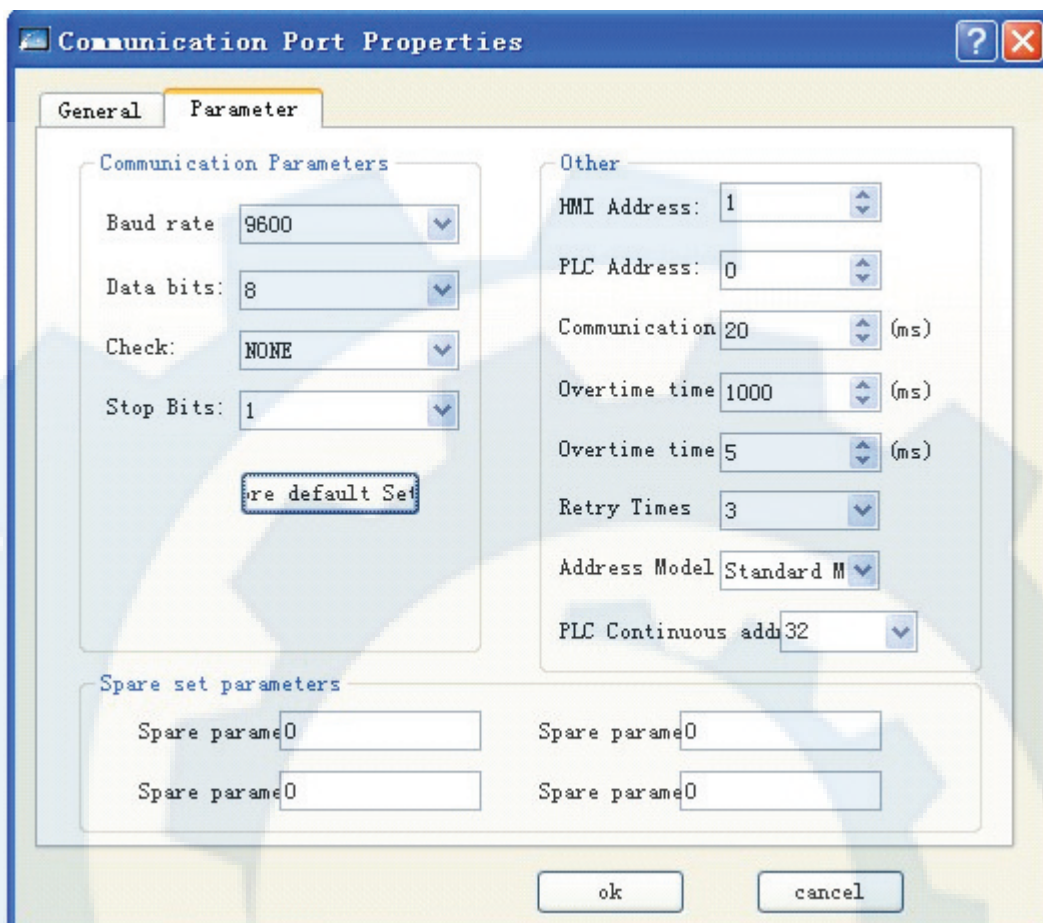 Communication Port Properties
General
Parameter
Communication Parameters
Baud rate 9600
Data bits: 8
Check: NONE
Stop Bits: 1
re default Set
Other
HMI Address: 1
PLC Address: 0
Communication 20 (ms)
Overtime time 1000 (ms)
Overtime time 5 (ms)
Retry Times 3
Address Model Standard M
PLC Continuous add 32
Spare set parameters
Spare parame 0
Spare parame 0
Spare parame 0
Spare parame 0
ok
cancel